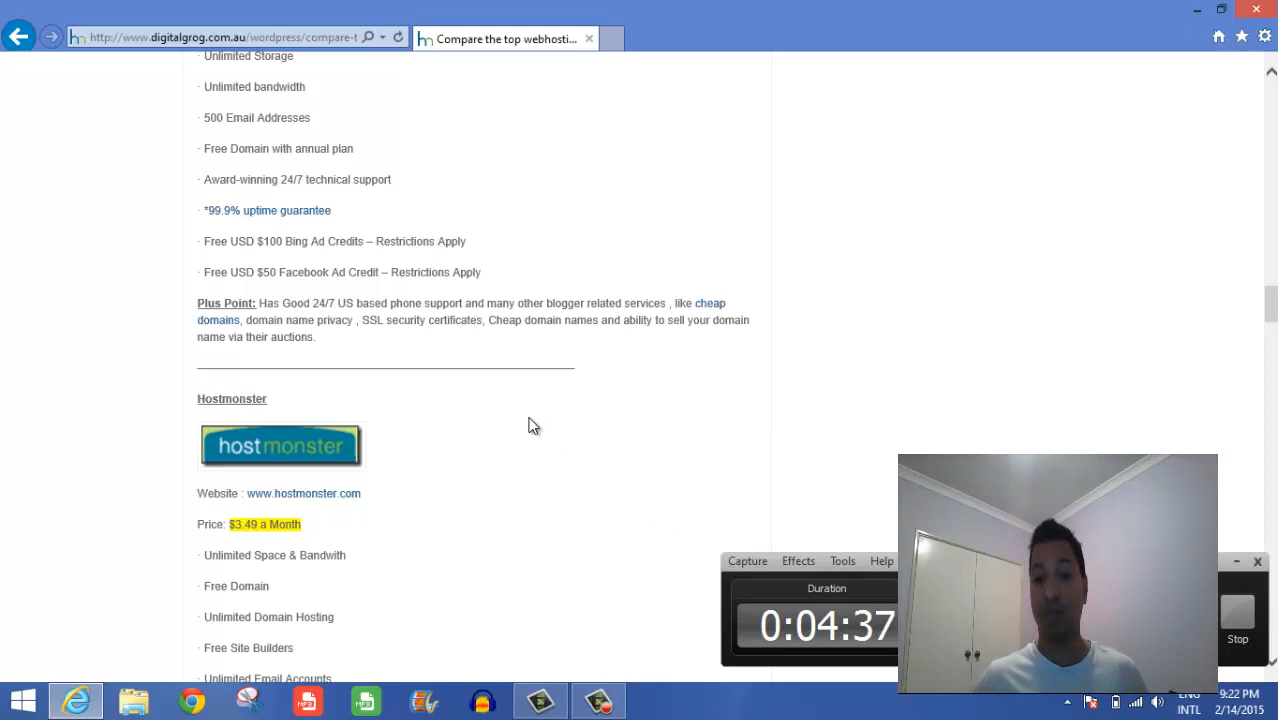 http://www.digitalgrog.com.au/wordpress/compare-t
Compare the top webhosti...
· Unlimited Storage
· Unlimited bandwidth
· 500 Email Addresses
· Free Domain with annual plan
· Award-winning 24/7 technical support
· *99.9% uptime guarantee
· Free USD $100 Bing Ad Credits – Restrictions Apply
· Free USD $50 Facebook Ad Credit – Restrictions Apply
Plus Point: Has Good 24/7 US based phone support and many other blogger related services , like cheap
domains, domain name privacy , SSL security certificates, Cheap domain names and ability to sell your domain
name via their auctions.
Hostmonster
hostmonster
Website : www.hostmonster.com
Price: $3.49 a Month
· Unlimited Space & Bandwith
· Free Domain
· Unlimited Domain Hosting
· Free Site Builders
· Unlimited Email Accounts
Capture Effects Tools Help
Duration
0:04:37
Stop
MP3
MP3
ENG
INTL
9:22 PM
2/14/2015